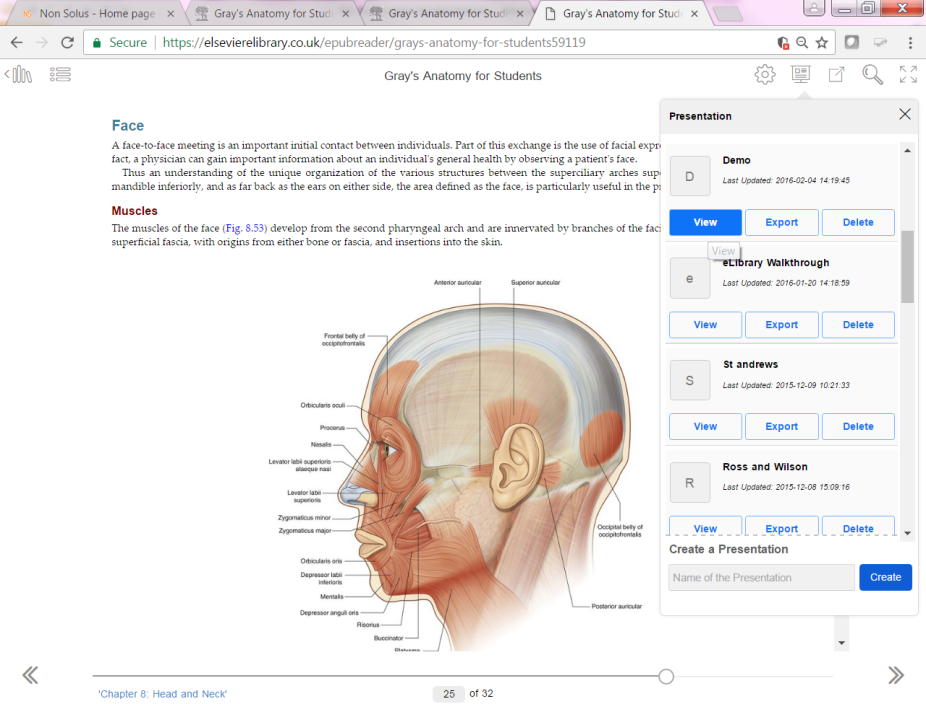 Non Solus - Home page
Gray's Anatomy for Stud
Gray's Anatomy for Stud
Gray's Anatomy for Stud
Secure
https://elsevierelibrary.co.uk/epubreader/grays-anatomy-for-students59119
Gray's Anatomy for Students
Face
A face-to-face meeting is an important initial contact between individuals. Part of this exchange is the use of facial expr
fact, a physician can gain important information about an individual's general health by observing a patient's face.
Thus an understanding of the unique organization of the various structures between the superciliary arches sup
mandible inferiorly, and as far back as the ears on either side, the area defined as the face, is particularly useful in the p
Muscles
The muscles of the face (Fig. 8.53) develop from the second pharyngeal arch and are innervated by branches of the faci
superficial fascia, with origins from either bone or fascia, and insertions into the skin.
Anterior auricular
Superior auricular
Frontal belly of
occipitofrontalis
Orbicularis oculi
Procerus
Nasalis
Levator labii superioris
alaeque nasi
Levator labii
superioris
Zygomaticus minor
Zygomaticus major
Orbicularis oris
Depressor labii
inferioris
Mentalis
Depressor anguli oris
Risorius
Buccinator
Platysma
Occipital belly of
occipitofrontalis
Posterior auricular
Presentation
D
Demo
Last Updated: 2016-02-04 14:19:45
View Export Delete
View
e
eLibrary Walkthrough
Last Updated: 2016-01-20 14:18:59
View Export Delete
S
St andrews
Last Updated: 2015-12-09 10:21:33
View Export Delete
R
Ross and Wilson
Last Updated: 2015-12-08 15:09:16
View Export Delete
Create a Presentation
Name of the Presentation
Create
'Chapter 8: Head and Neck'
25 of 32